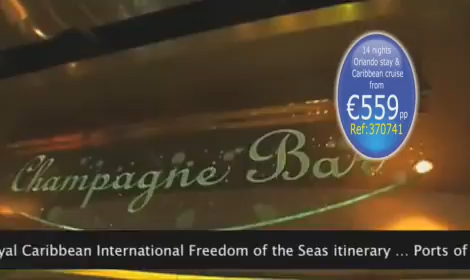 14 nights
Orlando stay &
Caribbean cruise
from
€559pp
Ref:370741
Champagne Bar
yal Caribbean International Freedom of the Seas itinerary ... Ports of